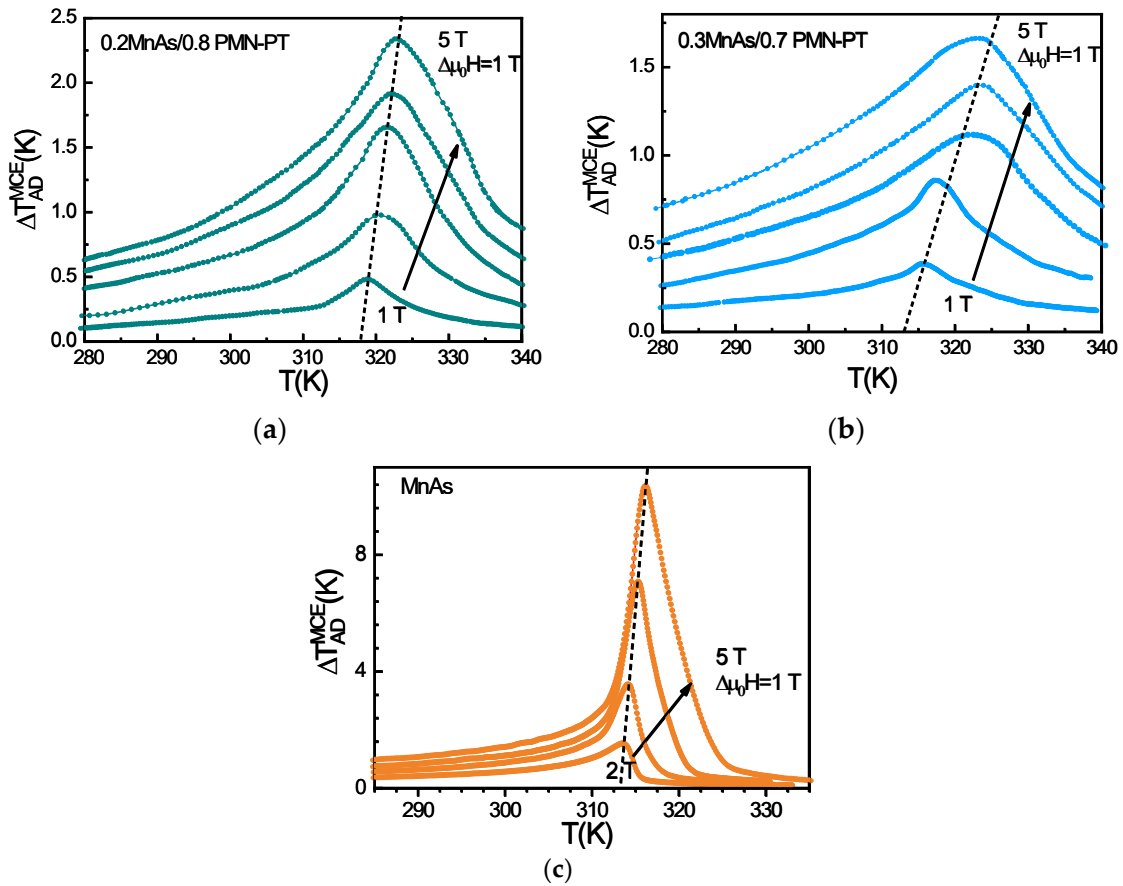 0.2MnAs/0.8 PMN-PT
5 T
Δμ₀H=1 T
1 T
2.5
2.0
1.5
1.0
0.5
0.0
ΔT_AD^MCE(K)
280 290 300 310 320 330 340
T(K)
(a)
0.3MnAs/0.7 PMN-PT
5 T
Δμ₀H=1 T
1 T
1.5
1.0
0.5
0.0
ΔT_AD^MCE(K)
280 290 300 310 320 330 340
T(K)
(b)
MnAs
5 T
Δμ₀H=1 T
2 T
8
4
0
ΔT_AD^MCE(K)
290 300 310 320 330
T(K)
(c)